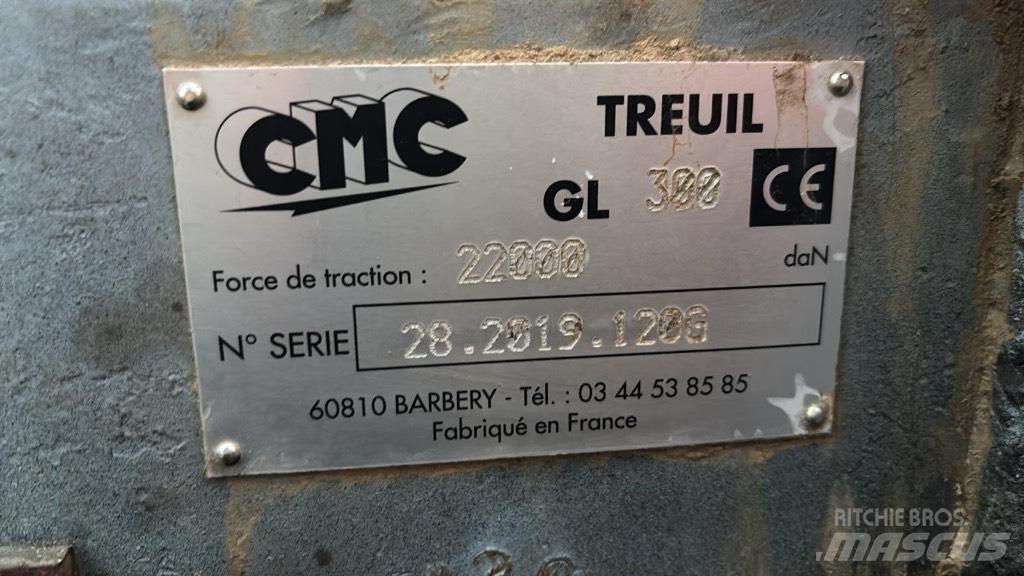 CMC TREUIL
GL 300 CE
Force de traction : 22000 daN
N° SERIE 28.2019.120G
60810 BARBERY - Tél. : 03 44 53 85 85
Fabriqué en France
RITCHIE BROS.
MASCUS